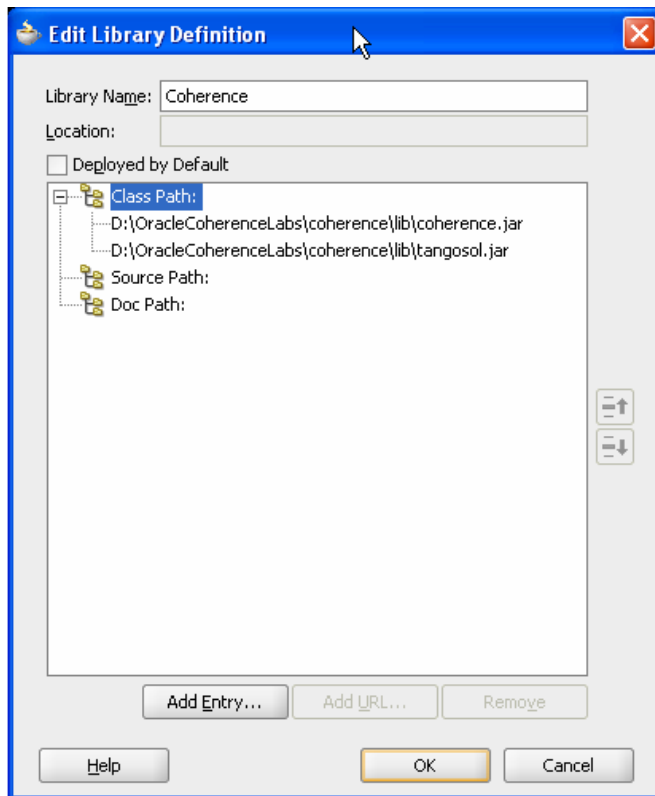 Edit Library Definition
Library Name: Coherence
Location:
Deployed by Default
Class Path:
D:\OracleCoherenceLabs\coherence\lib\coherence.jar
D:\OracleCoherenceLabs\coherence\lib\tangosol.jar
Source Path:
Doc Path:
Add Entry... Add URL... Remove
Help OK Cancel